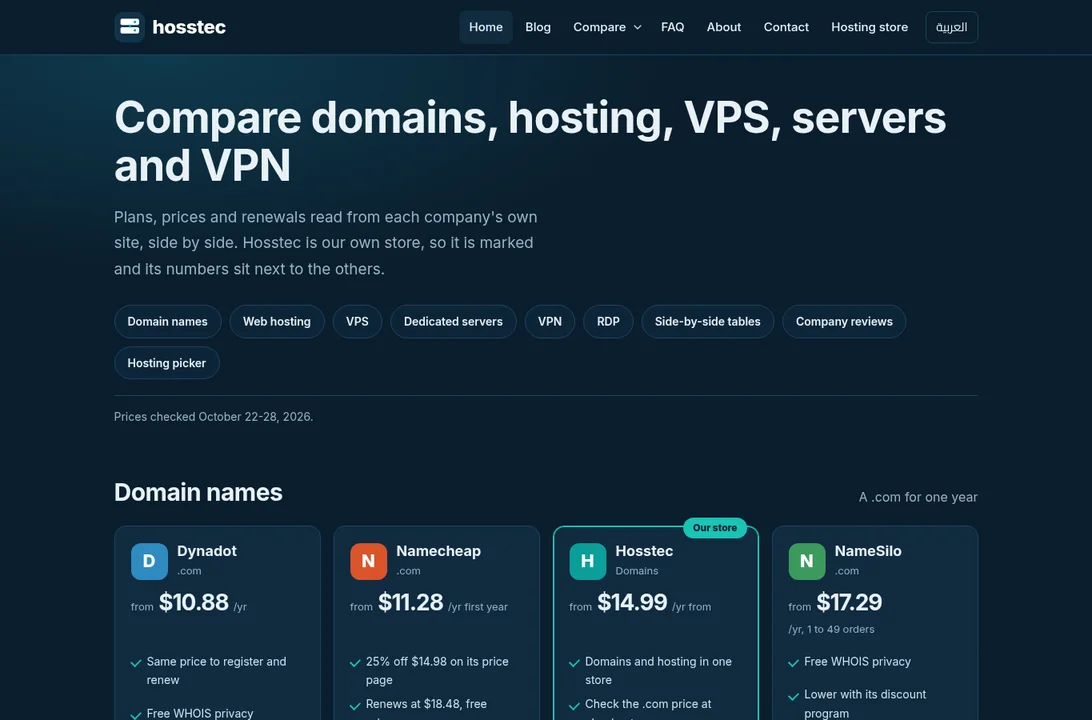 hosstec
Home
Blog
Compare
FAQ
About
Contact
Hosting store
العربية
Compare domains, hosting, VPS, servers
and VPN
Plans, prices and renewals read from each company's own
site, side by side. Hosstec is our own store, so it is marked
and its numbers sit next to the others.
Domain names
Web hosting
VPS
Dedicated servers
VPN
RDP
Side-by-side tables
Company reviews
Hosting picker
Prices checked October 22-28, 2026.
Domain names
A .com for one year
D
Dynadot
.com
from $10.88 /yr
Same price to register and
renew
Free WHOIS privacy
N
Namecheap
.com
from $11.28 /yr first year
25% off $14.98 on its price
page
Renews at $18.48, free
Our store
H
Hosstec
Domains
from $14.99 /yr from
Domains and hosting in one
store
Check the .com price at
N
NameSilo
.com
from $17.29
/yr, 1 to 49 orders
Free WHOIS privacy
Lower with its discount
program